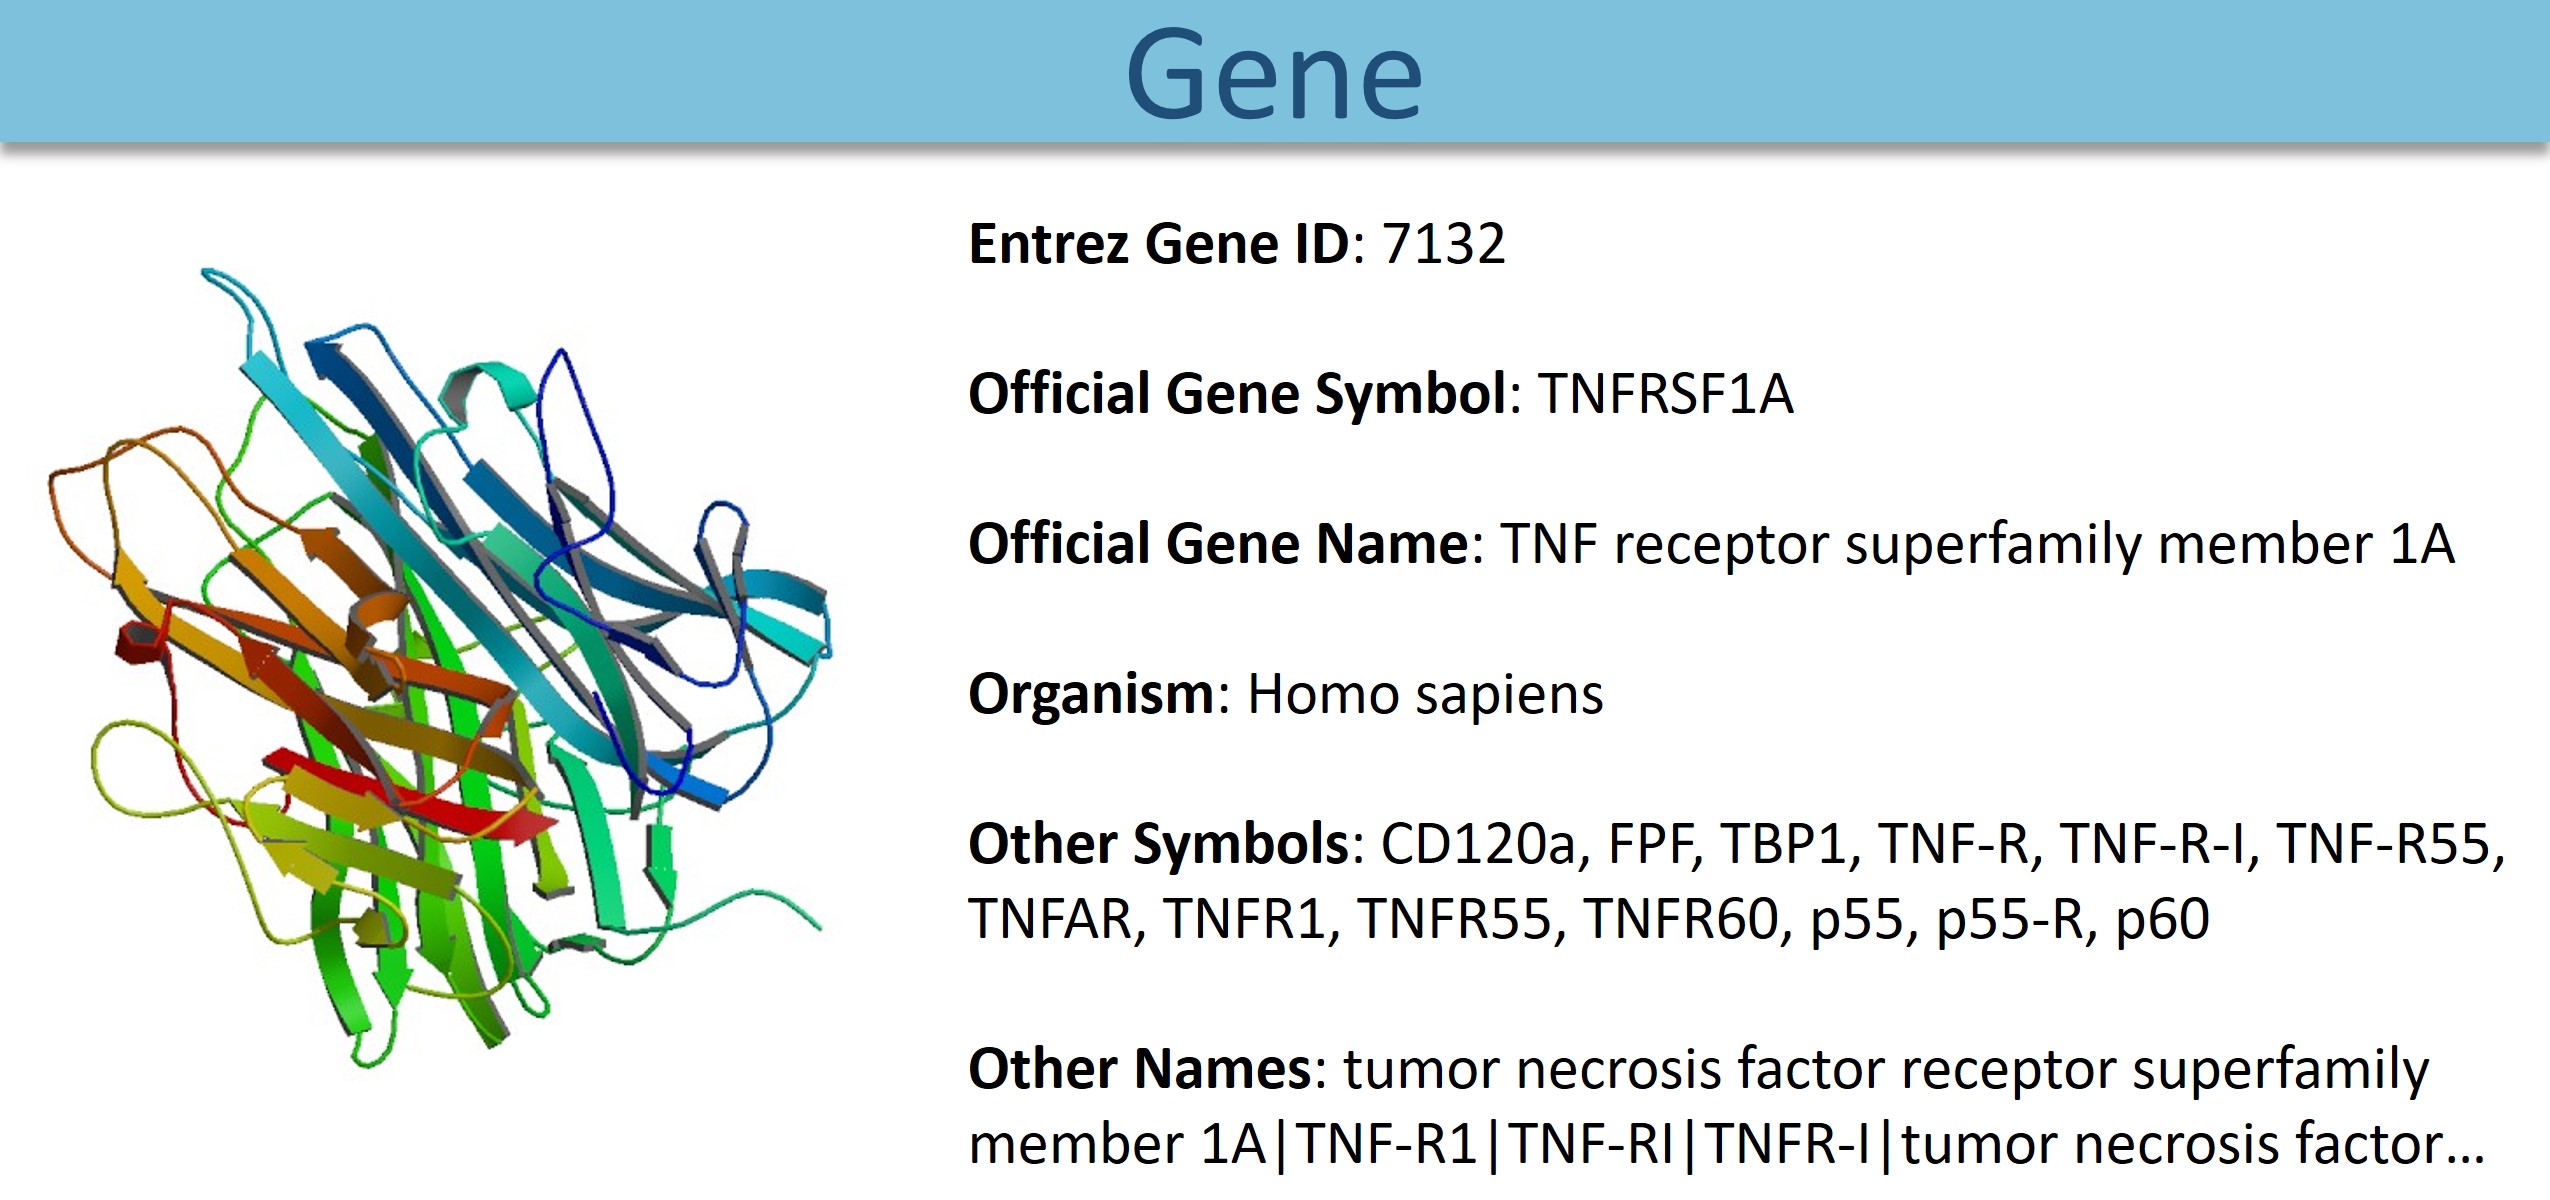 Gene
Entrez Gene ID: 7132
Official Gene Symbol: TNFRSF1A
Official Gene Name: TNF receptor superfamily member 1A
Organism: Homo sapiens
Other Symbols: CD120a, FPF, TBP1, TNF-R, TNF-R-I, TNF-R55,
TNFAR, TNFR1, TNFR55, TNFR60, p55, p55-R, p60
Other Names: tumor necrosis factor receptor superfamily
member 1A|TNF-R1|TNF-RI|TNFR-I|tumor necrosis factor…